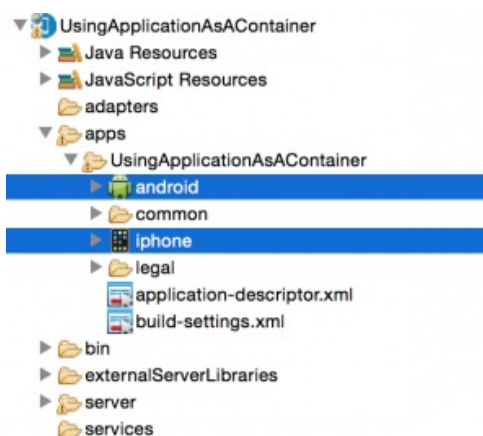 UsingApplicationAsAContainer
Java Resources
JavaScript Resources
adapters
apps
UsingApplicationAsAContainer
android
common
iphone
legal
application-descriptor.xml
build-settings.xml
bin
externalServerLibraries
server
services